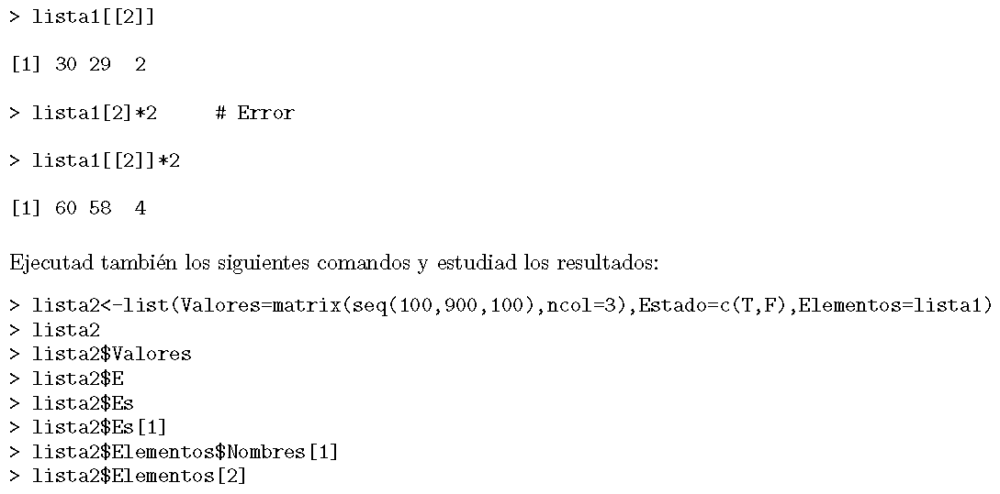 > lista1[[2]]
[1] 30 29  2
> lista1[2]*2     # Error
> lista1[[2]]*2
[1] 60 58  4
Ejecutad también los siguientes comandos y estudiad los resultados:
> lista2<-list(Valores=matrix(seq(100,900,100),ncol=3),Estado=c(T,F),Elementos=lista1)
> lista2
> lista2$Valores
> lista2$E
> lista2$Es
> lista2$Es[1]
> lista2$Elementos$Nombres[1]
> lista2$Elementos[2]